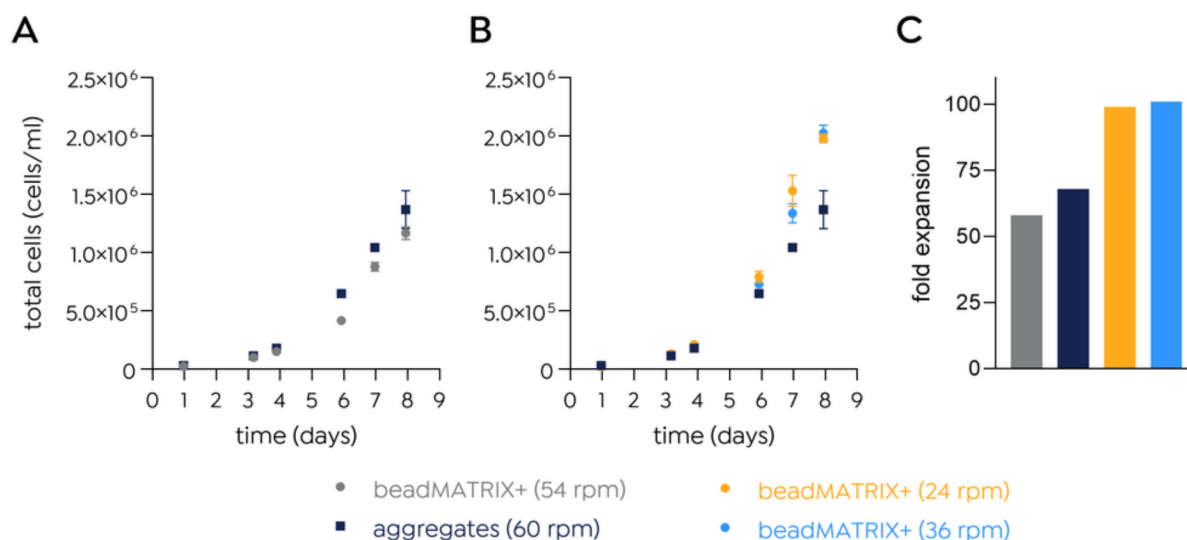 A
B
C
total cells (cells/ml)
2.5×10⁶
2.0×10⁶
1.5×10⁶
1.0×10⁶
5.0×10⁵
0
0 1 2 3 4 5 6 7 8 9
time (days)
2.5×10⁶
2.0×10⁶
1.5×10⁶
1.0×10⁶
5.0×10⁵
0
0 1 2 3 4 5 6 7 8 9
time (days)
fold expansion
100
75
50
25
0
beadMATRIX+ (54 rpm)
aggregates (60 rpm)
beadMATRIX+ (24 rpm)
beadMATRIX+ (36 rpm)